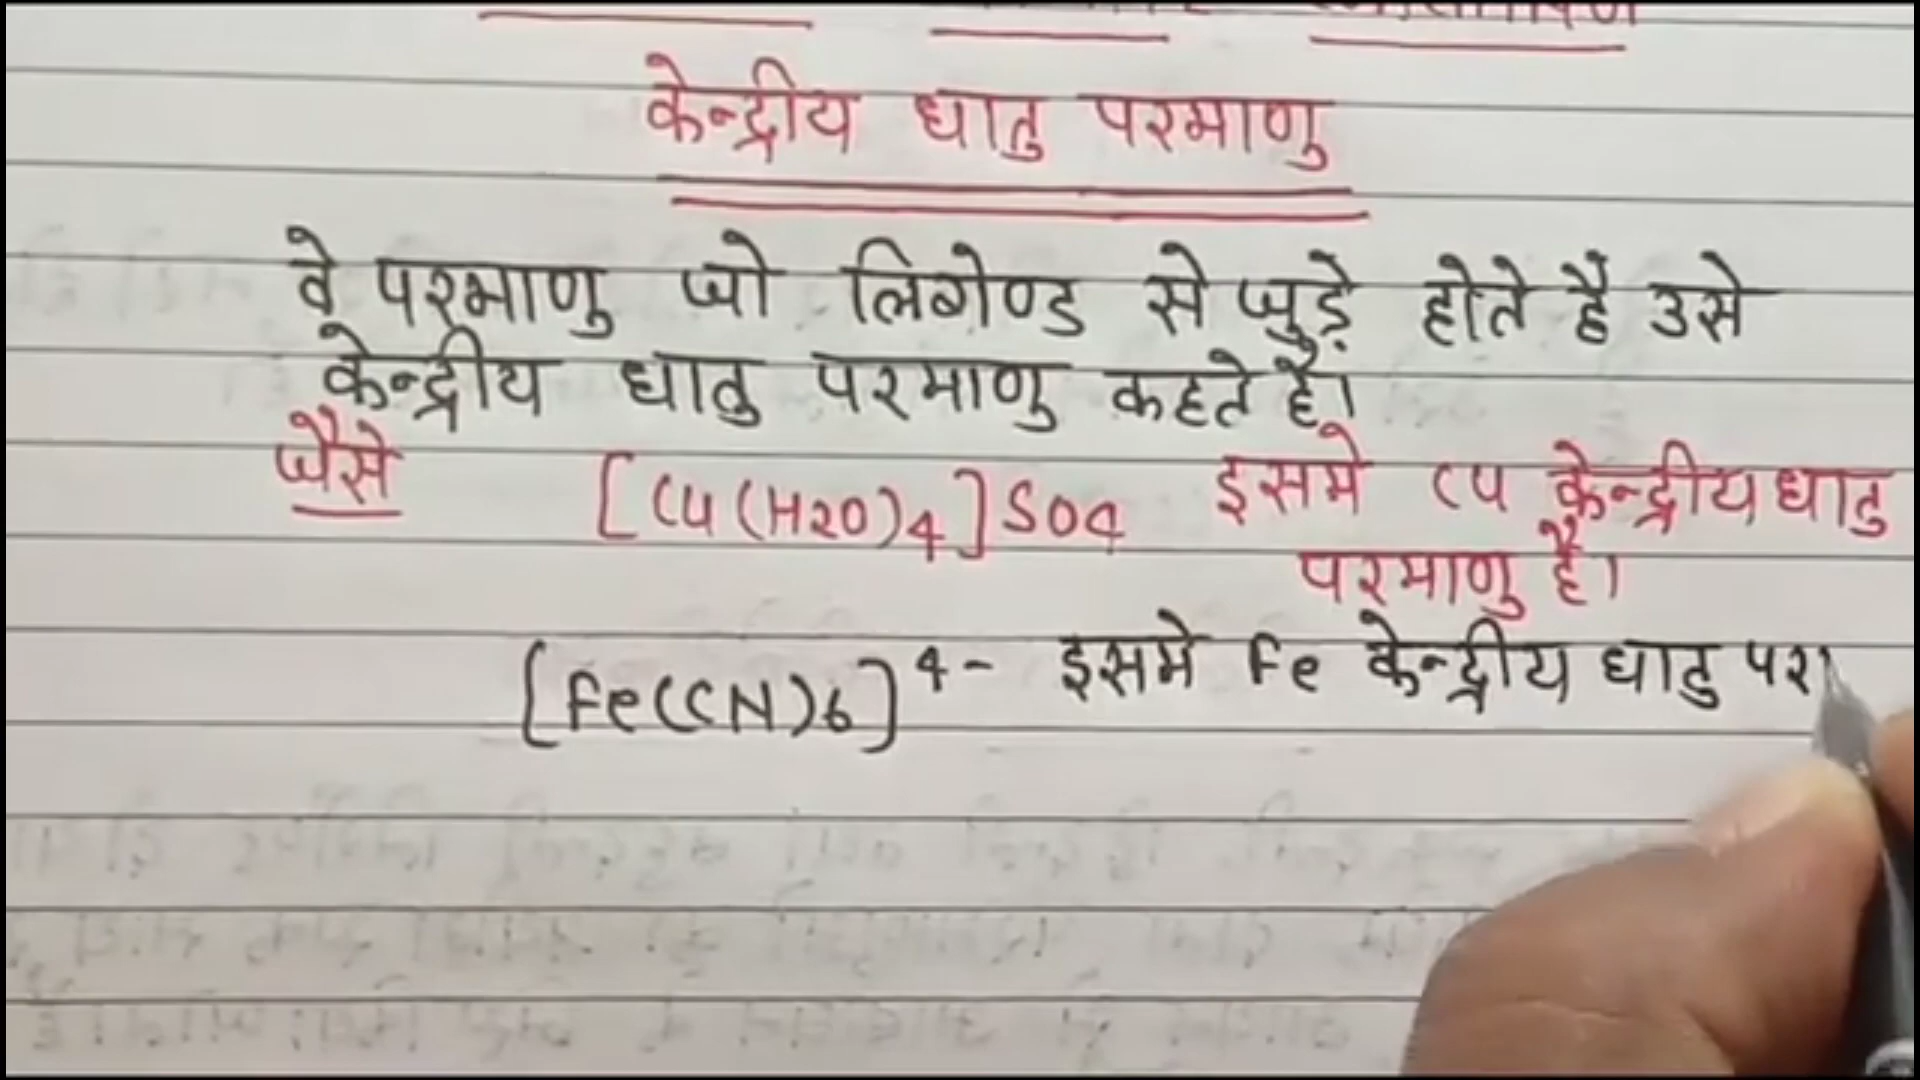 केन्द्रीय धातु परमाणु
वे परमाणु जो लिगेण्ड से जुड़े होते है उसे
केन्द्रीय धातु परमाणु कहते है।
जैसे [Cu(H2O)4]SO4 इसमे Cu केन्द्रीय धातु
परमाणु है।
[Fe(CN)6]4- इसमे Fe केन्द्रीय धातु पर